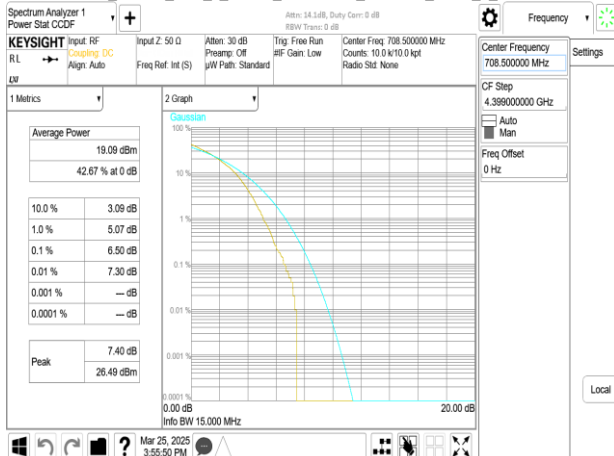 Spectrum Analyzer 1
Power Stat CCDF
+
Attn: 14.1dB, Duty Corr: 0 dB
RBW Trans: 0 dB
Frequency
KEYSIGHT
RL
LXI
Input: RF
Coupling: DC
Align: Auto
Input Z: 50 Ω
Freq Ref: Int (S)
Atten: 30 dB
Preamp: Off
µW Path: Standard
Trig: Free Run
#IF Gain: Low
Center Freq: 708.500000 MHz
Counts: 10.0 k/10.0 kpt
Radio Std: None
Center Frequency
708.500000 MHz
Settings
CF Step
4.399000000 GHz
Auto
Man
Freq Offset
0 Hz
Local
1 Metrics
Average Power
19.09 dBm
42.67 % at 0 dB
10.0 % 3.09 dB
1.0 % 5.07 dB
0.1 % 6.50 dB
0.01 % 7.30 dB
0.001 % --- dB
0.0001 % --- dB
Peak
7.40 dB
26.49 dBm
2 Graph
Gaussian
100 %
10 %
1 %
0.1 %
0.01 %
0.001 %
0.0001 %
0.00 dB
20.00 dB
Info BW 15.000 MHz
?
Mar 25, 2025
3:55:50 PM